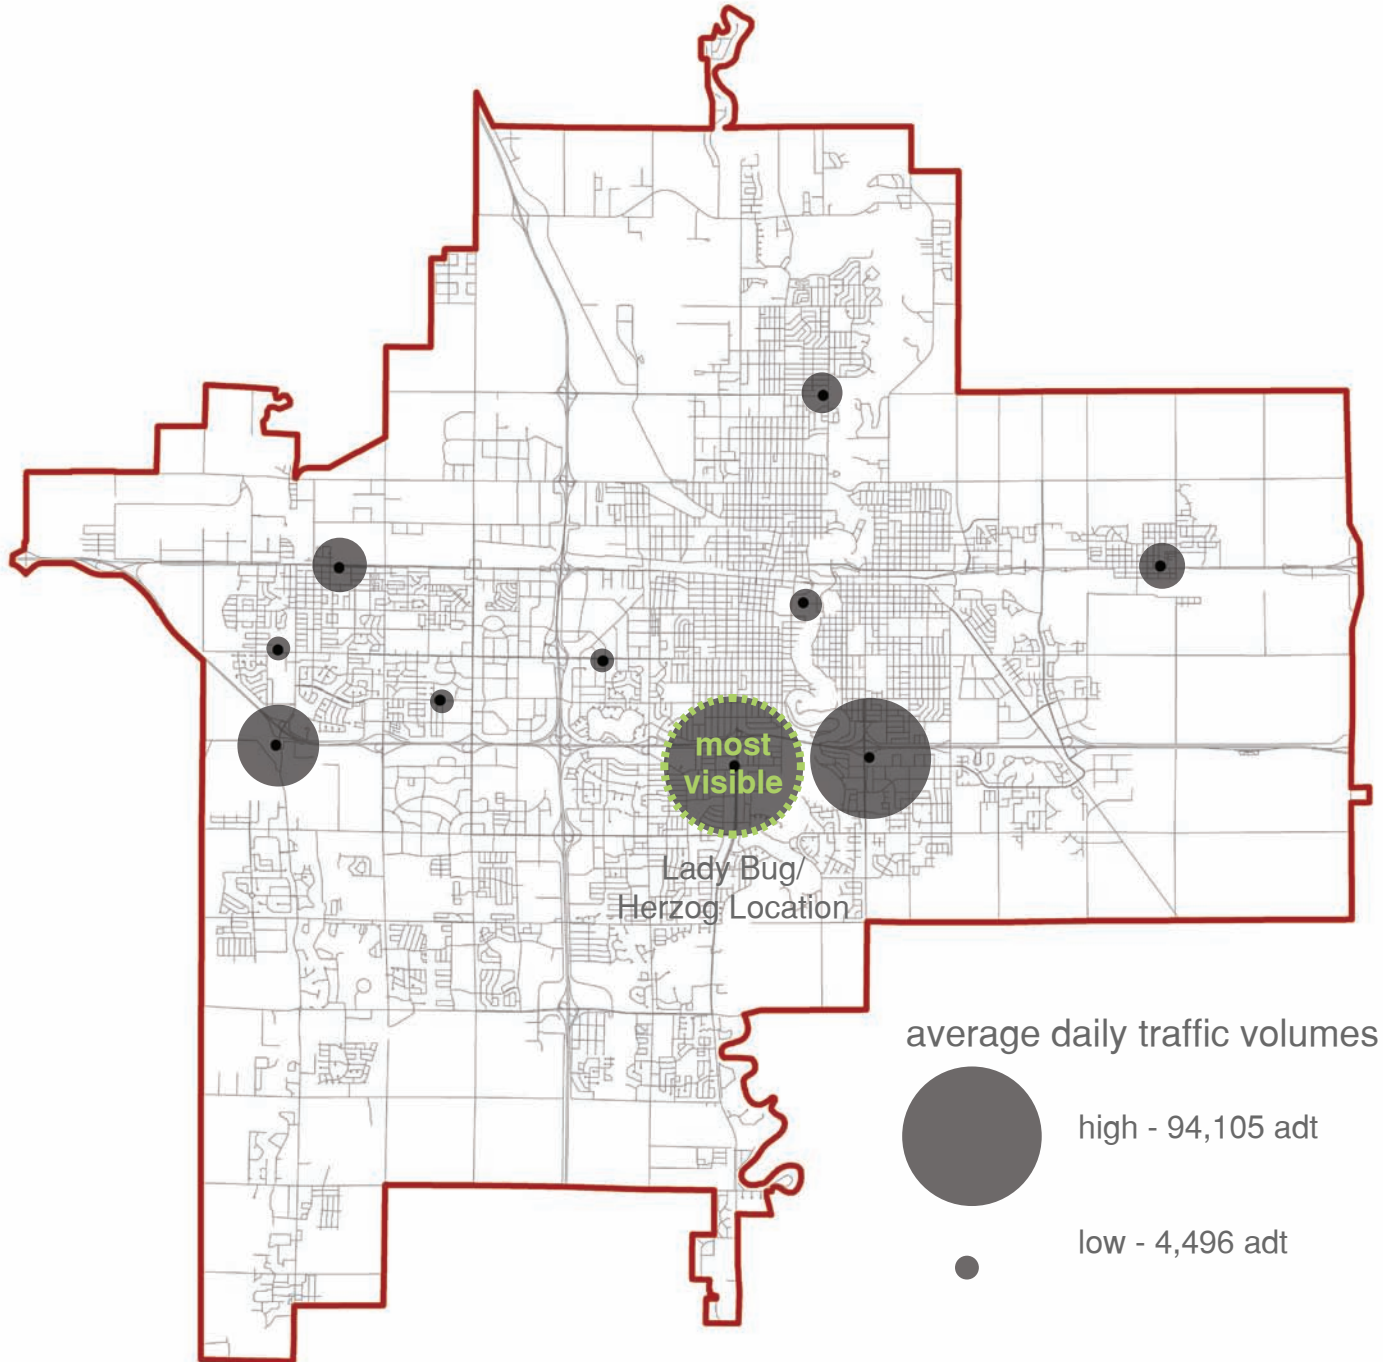 most
visible
Lady Bug/
Herzog Location
average daily traffic volumes
high - 94,105 adt
low - 4,496 adt